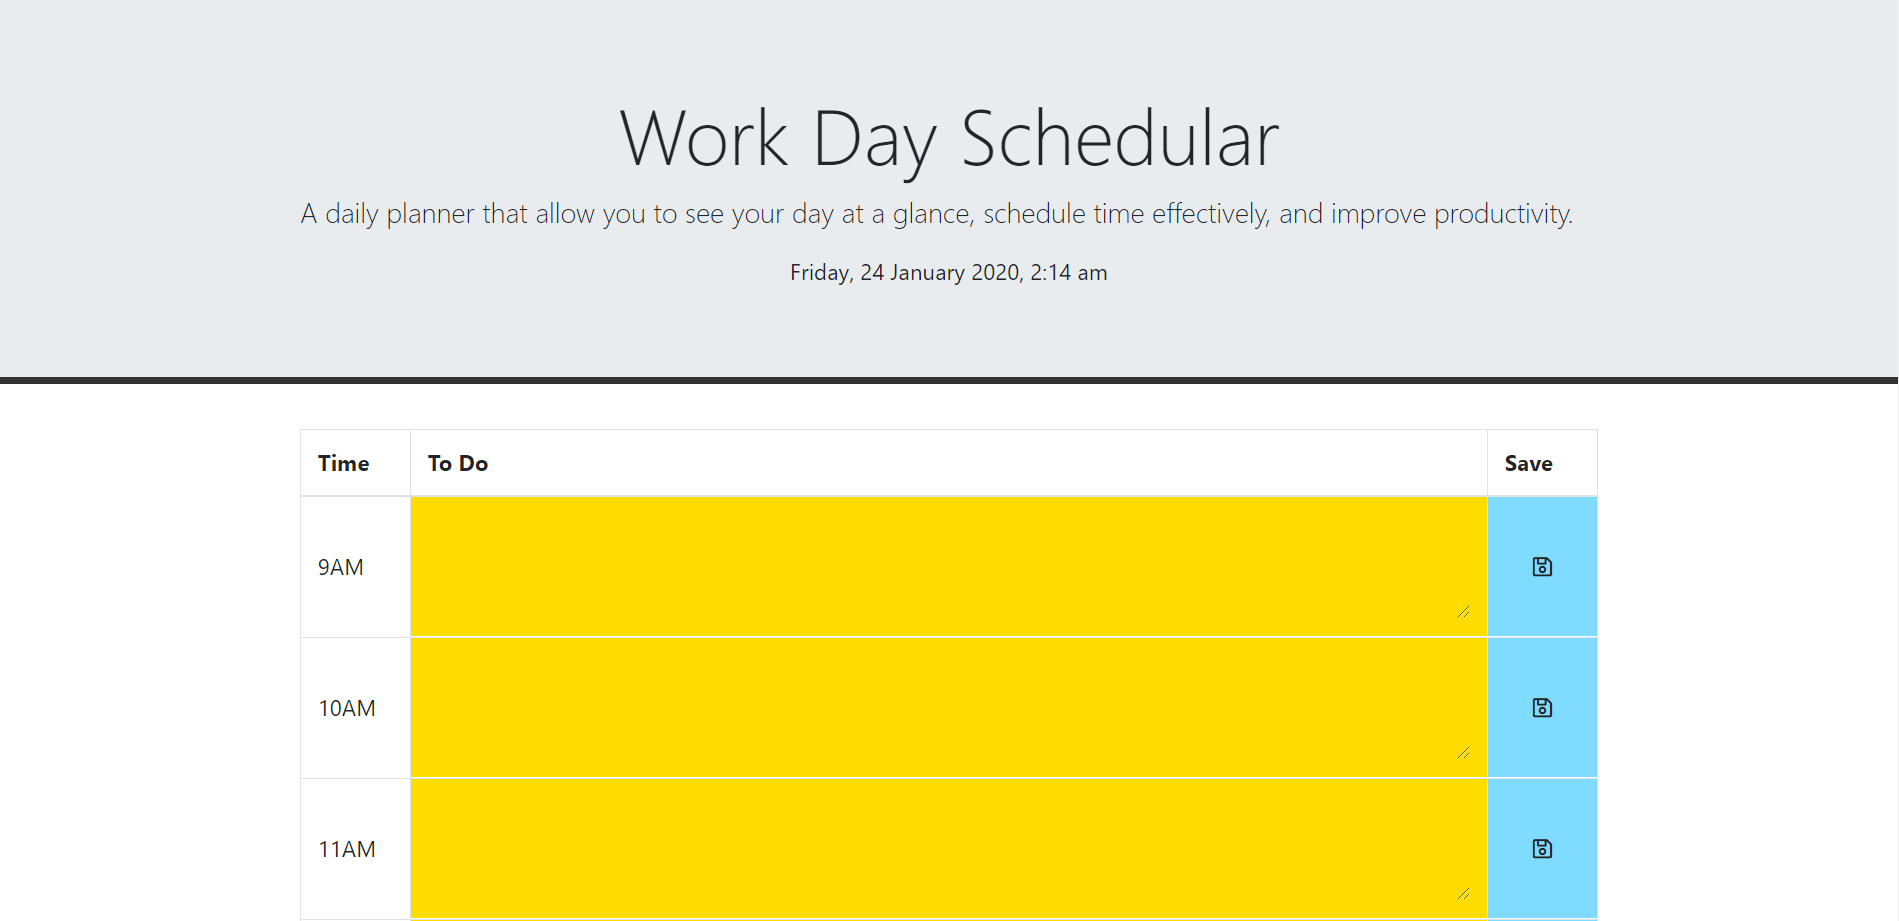 Work Day Schedular
A daily planner that allow you to see your day at a glance, schedule time effectively, and improve productivity.
Friday, 24 January 2020, 2:14 am
Time To Do Save
9AM
10AM
11AM